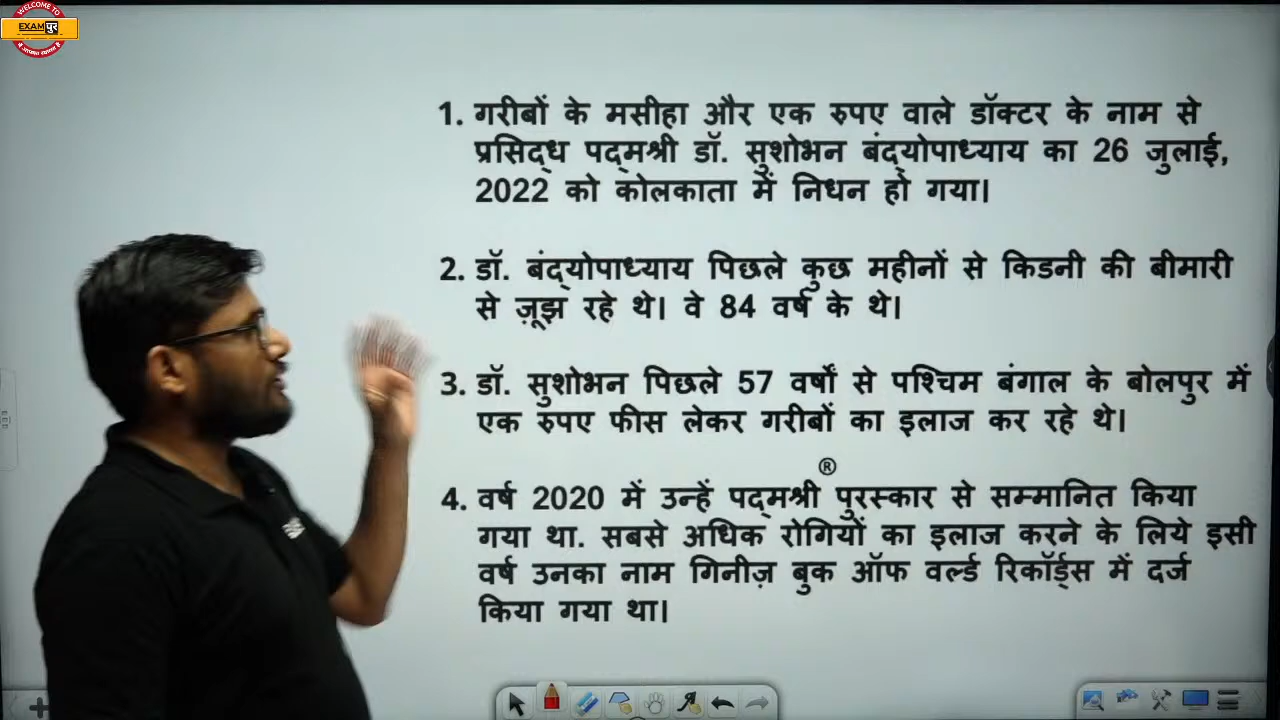 WELCOME TO
EXAMपुर
1. गरीबों के मसीहा और एक रुपए वाले डॉक्टर के नाम से
प्रसिद्ध पद्मश्री डॉ. सुशोभन बंद्योपाध्याय का 26 जुलाई,
2022 को कोलकाता में निधन हो गया।
2. डॉ. बंद्योपाध्याय पिछले कुछ महीनों से किडनी की बीमारी
से ज़ूझ रहे थे। वे 84 वर्ष के थे।
3. डॉ. सुशोभन पिछले 57 वर्षों से पश्चिम बंगाल के बोलपुर में
एक रुपए फीस लेकर गरीबों का इलाज कर रहे थे।
®
4. वर्ष 2020 में उन्हें पद्मश्री पुरस्कार से सम्मानित किया
गया था. सबसे अधिक रोगियों का इलाज करने के लिये इसी
वर्ष उनका नाम गिनीज़ बुक ऑफ वर्ल्ड रिकॉर्ड्स में दर्ज
किया गया था।